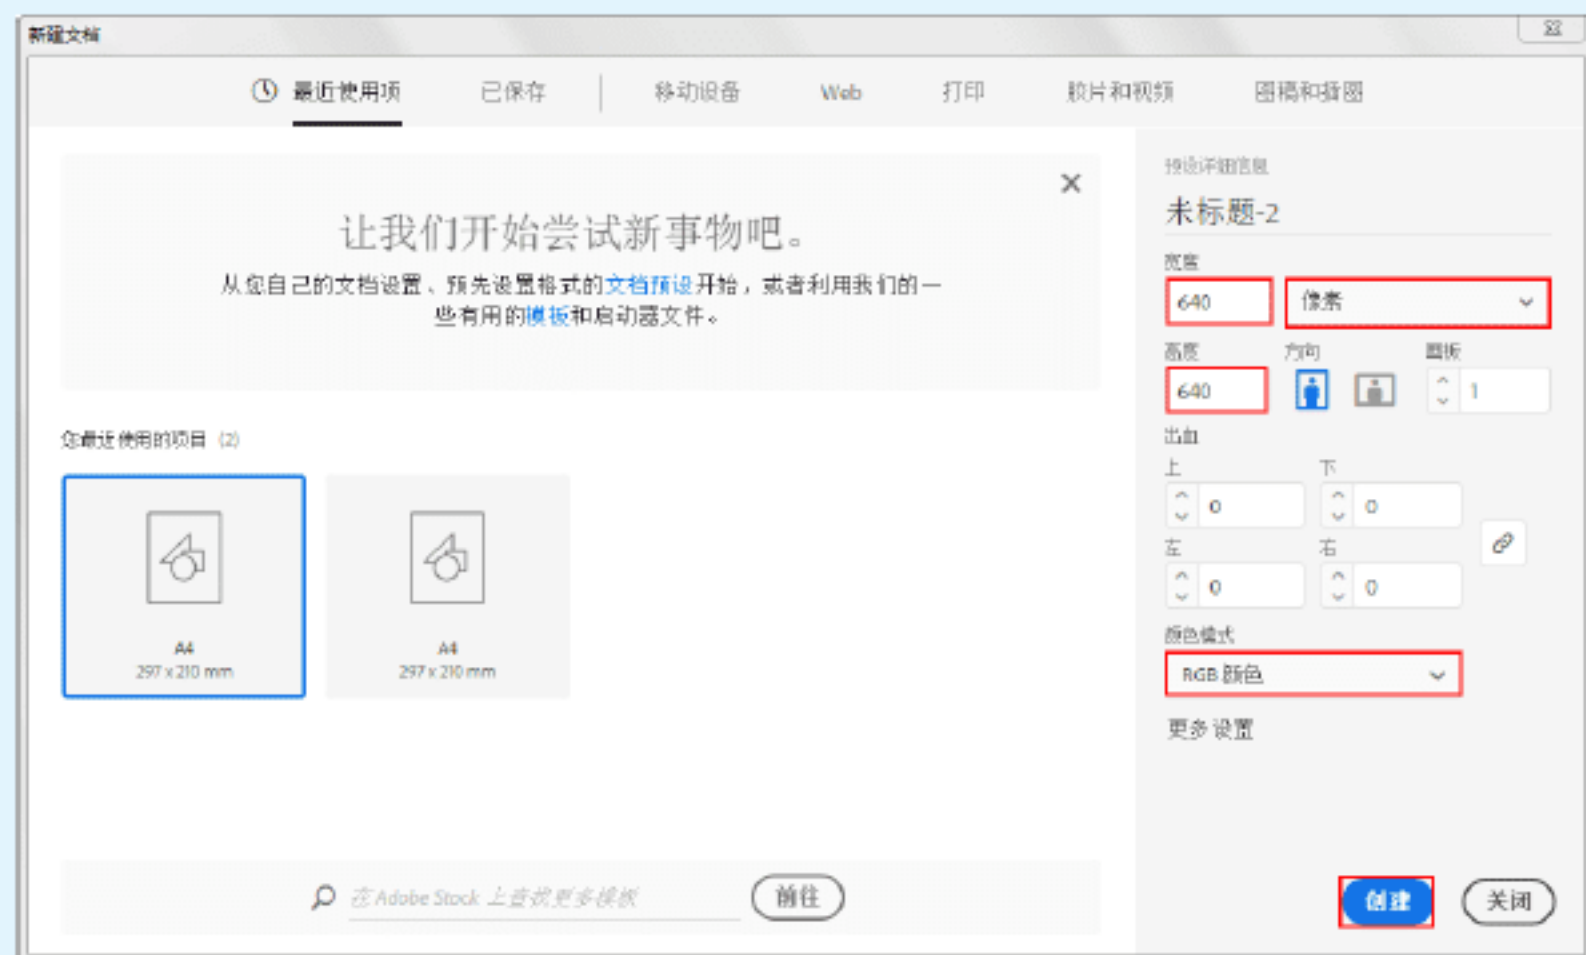 新建文档
最近使用项 已保存 移动设备 Web 打印 胶片和视频 图稿和插图
让我们开始尝试新事物吧。
从您自己的文档设置、预先设置格式的文档预设开始，或者利用我们的一
些有用的模板和启动器文件。
您最近使用的项目 (2)
A4
297 x 210 mm
A4
297 x 210 mm
在 Adobe Stock 上查找更多模板 前往
预设详细信息
未标题-2
宽度
640 像素
高度 方向 画板
640 1
出血
上 下
0 0
左 右
0 0
颜色模式
RGB 颜色
更多设置
创建 关闭